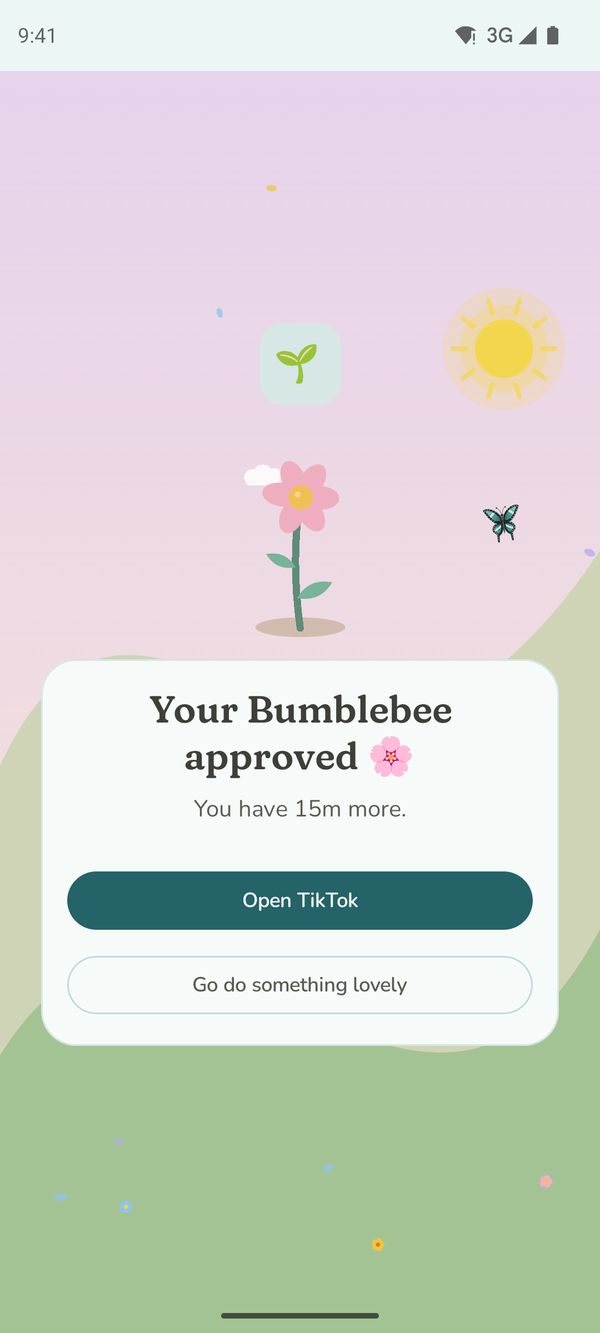 9:41
3G
Your Bumblebee
approved 🌸
You have 15m more.
Open TikTok
Go do something lovely